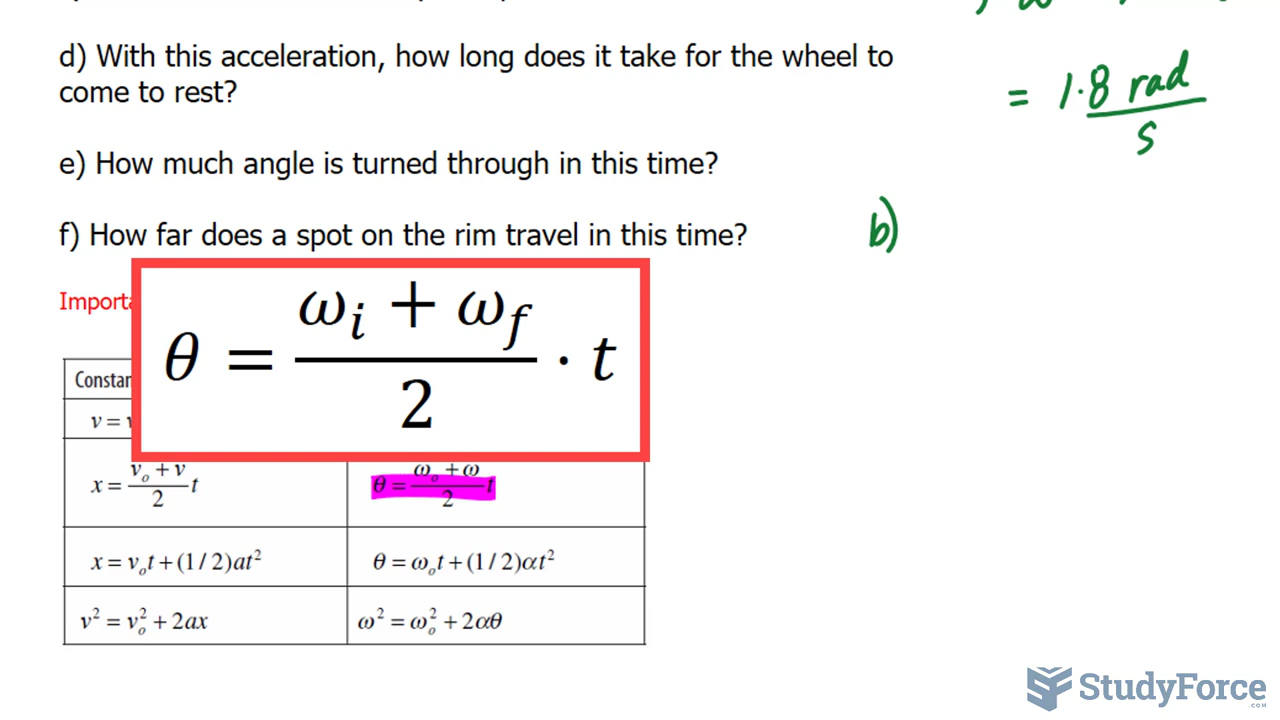 d) With this acceleration, how long does it take for the wheel to
come to rest?
= 1.8 rad/s
e) How much angle is turned through in this time?
f) How far does a spot on the rim travel in this time?
b)
θ = (ωᵢ + ω_f)/2 · t
x = (vₒ + v)/2 t
θ = (ωₒ + ω)/2 t
x = vₒt + (1/2)at²
θ = ωₒt + (1/2)αt²
v² = vₒ² + 2ax
ω² = ωₒ² + 2αθ
StudyForce
.COM